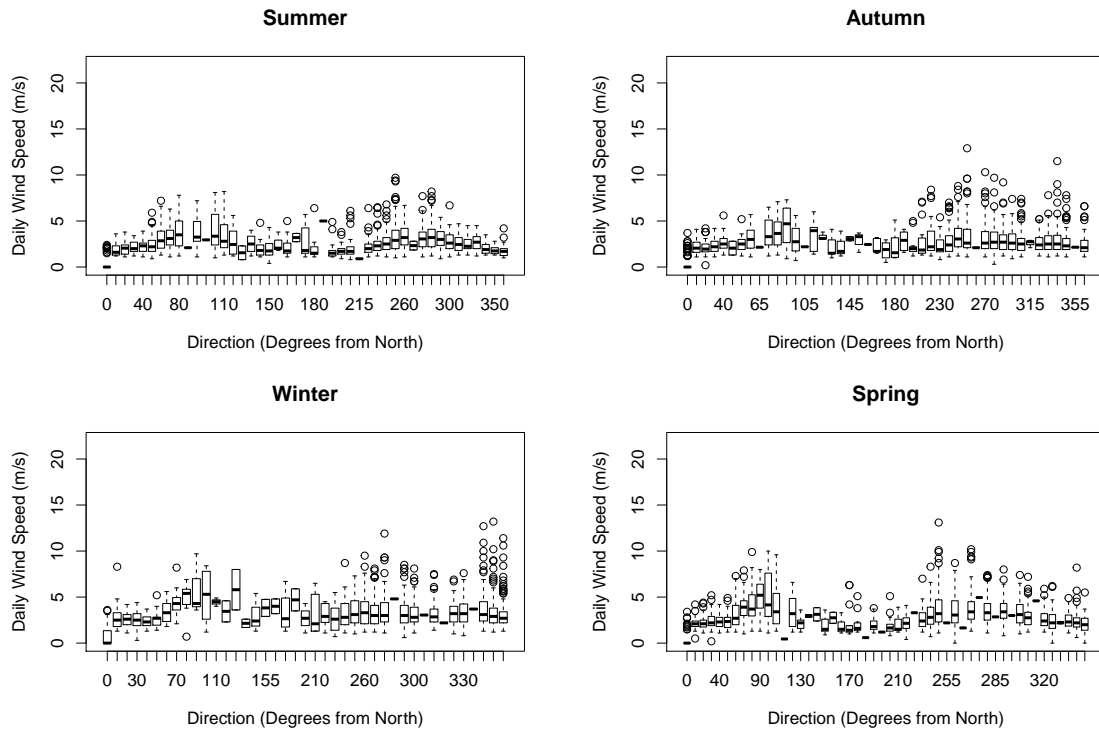 Summer
Daily Wind Speed (m/s)
0 5 10 15 20
0 40 80 110 150 180 215 260 300 350
Direction (Degrees from North)
Autumn
Daily Wind Speed (m/s)
0 5 10 15 20
0 40 65 105 145 180 230 270 315 355
Direction (Degrees from North)
Winter
Daily Wind Speed (m/s)
0 5 10 15 20
0 30 70 110 155 210 260 300 330
Direction (Degrees from North)
Spring
Daily Wind Speed (m/s)
0 5 10 15 20
0 40 90 130 170 210 255 285 320
Direction (Degrees from North)